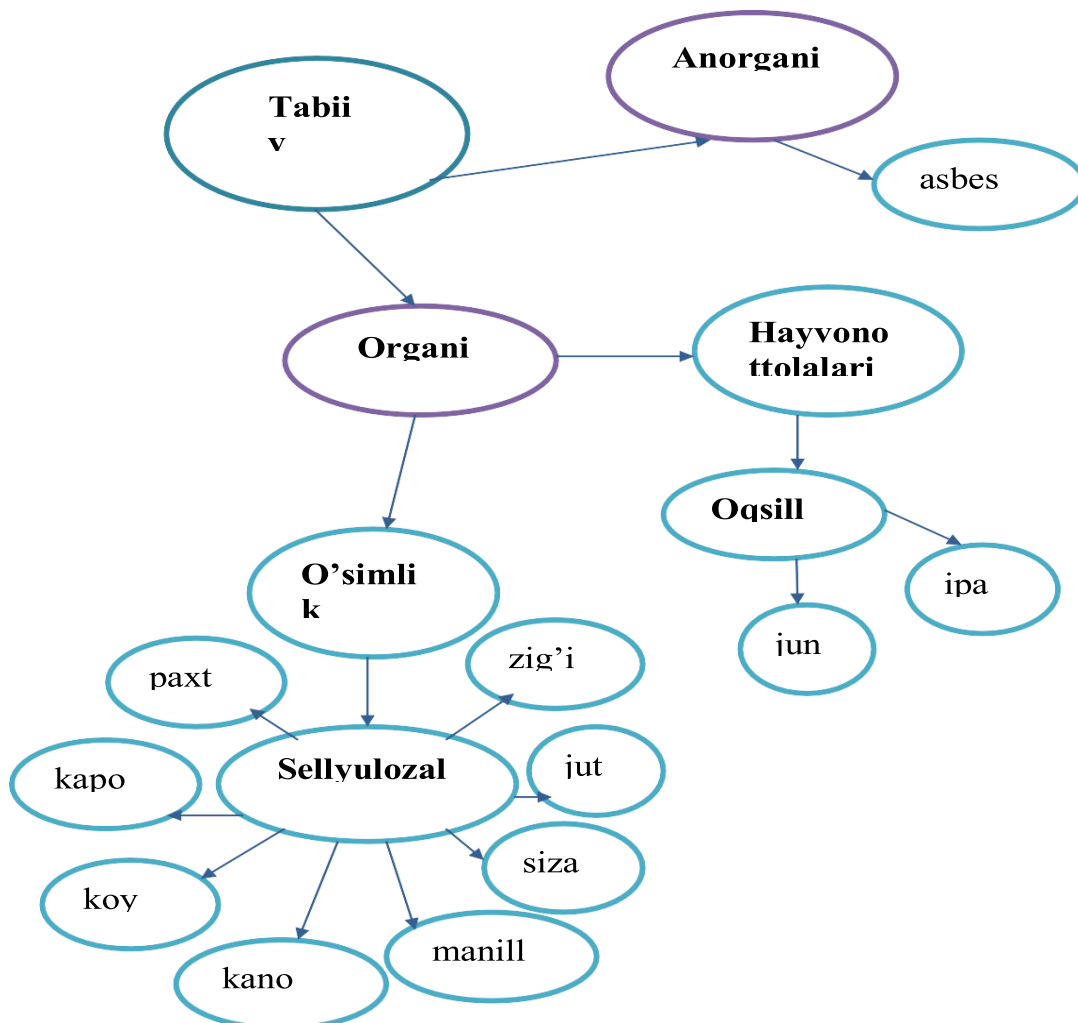 Anorgani
Tabii
v
asbes
Organi
Hayvono
ttolalari
Oqsill
O’simli
k
ipa
jun
zig’i
paxt
Sellyulozal
jut
kapo
siza
koy
manill
kano